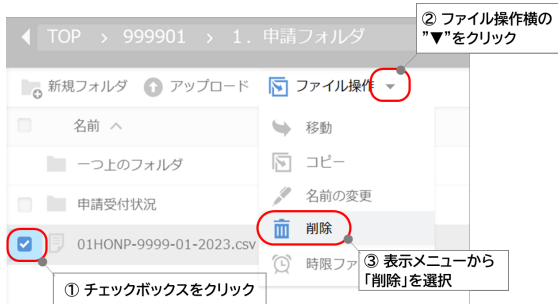 ② ファイル操作横の
"▼"をクリック
TOP > 999901 > 1. 申請フォルダ
新規フォルダ アップロード ファイル操作
名前
移動
一つ上のフォルダ
コピー
申請受付状況
名前の変更
削除
01HONP-9999-01-2023.csv
時限ファ
③ 表示メニューから
「削除」を選択
① チェックボックスをクリック